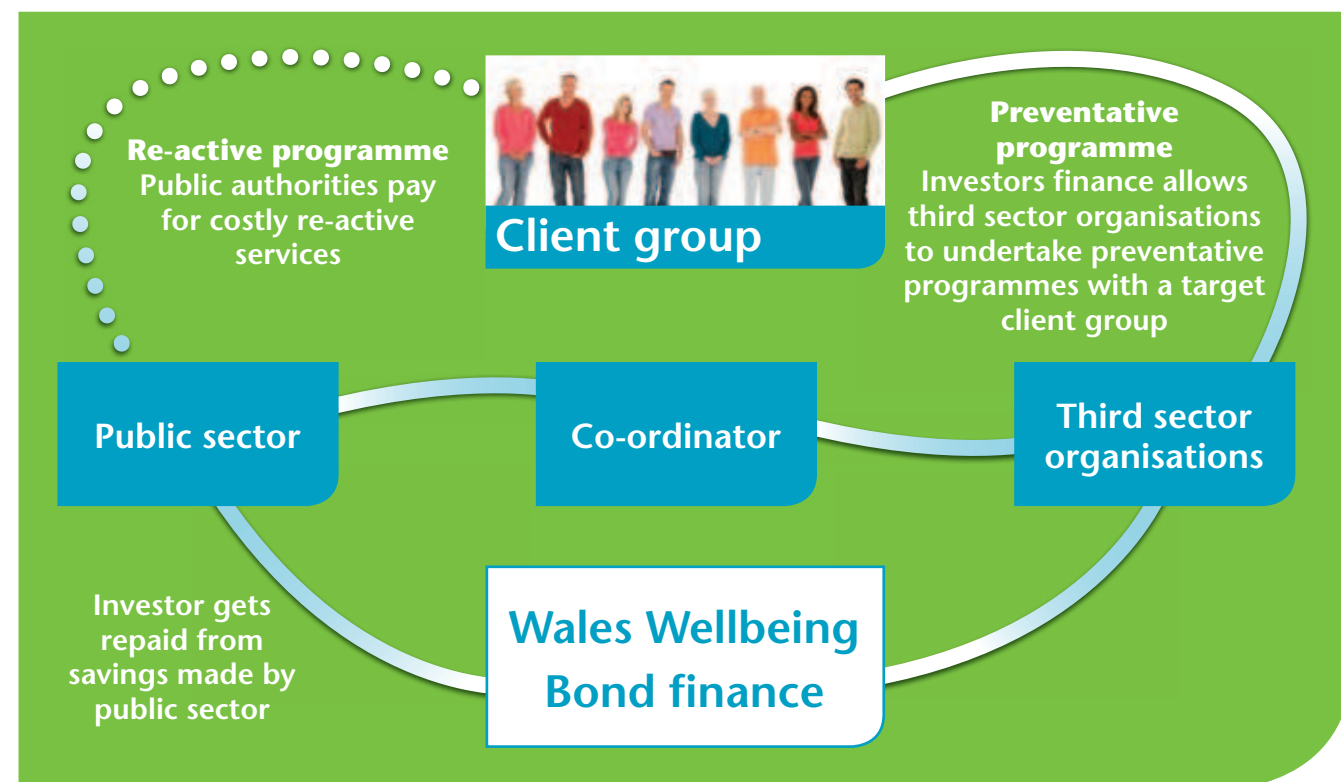 Re-active programme
Public authorities pay
for costly re-active
services
Client group
Preventative
programme
Investors finance allows
third sector organisations
to undertake preventative
programmes with a target
client group
Public sector
Co-ordinator
Third sector
organisations
Investor gets
repaid from
savings made by
public sector
Wales Wellbeing
Bond finance